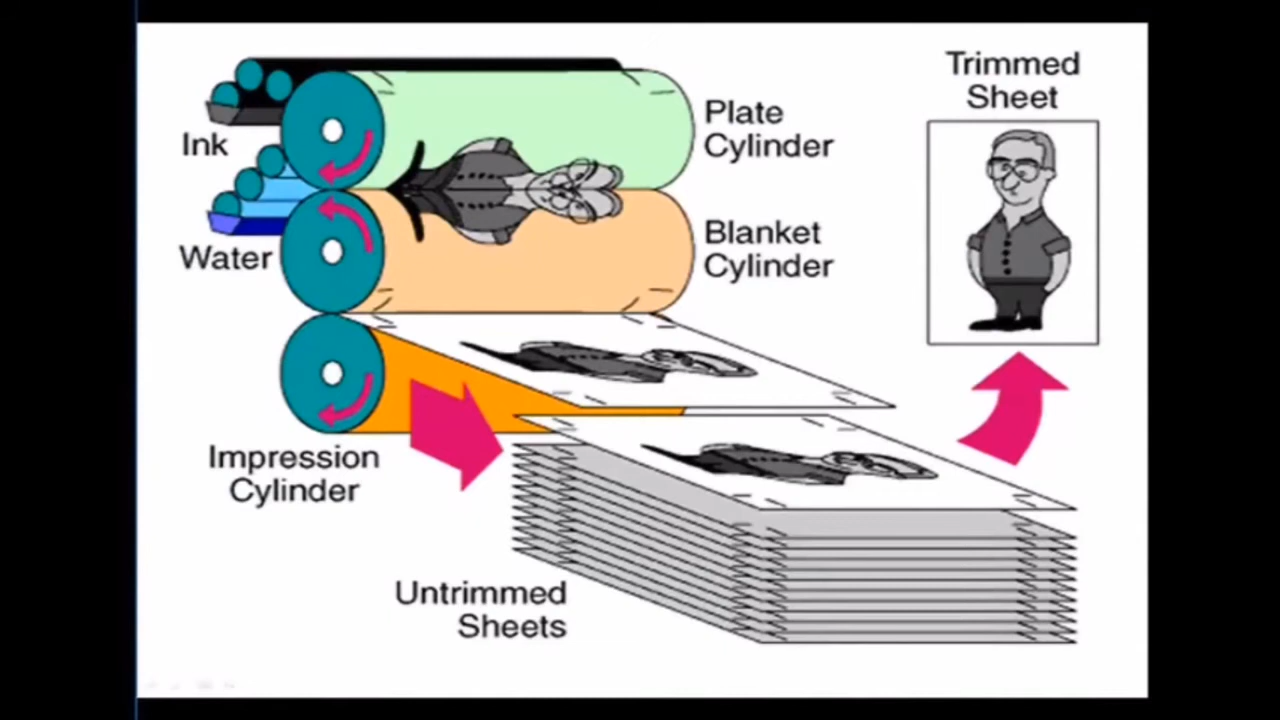 Trimmed
Sheet
Plate
Cylinder
Ink
Blanket
Cylinder
Water
Impression
Cylinder
Untrimmed
Sheets